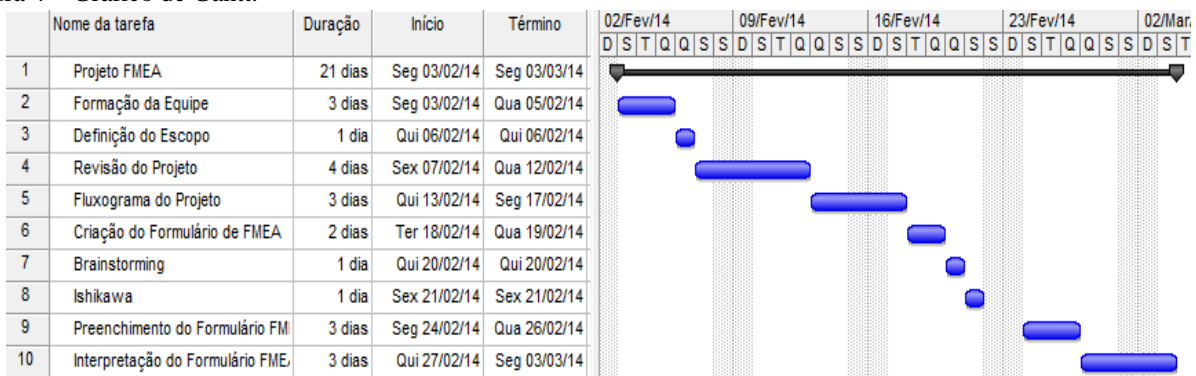 Nome da tarefa Duração Início Término 02/Fev/14 09/Fev/14 16/Fev/14 23/Fev/14 02/Mar/
D S T Q Q S S D S T Q Q S S D S T Q Q S S D S T Q Q S S D S T
1 Projeto FMEA 21 dias Seg 03/02/14 Seg 03/03/14
2 Formação da Equipe 3 dias Seg 03/02/14 Qua 05/02/14
3 Definição do Escopo 1 dia Qui 06/02/14 Qui 06/02/14
4 Revisão do Projeto 4 dias Sex 07/02/14 Qua 12/02/14
5 Fluxograma do Projeto 3 dias Qui 13/02/14 Seg 17/02/14
6 Criação do Formulário de FMEA 2 dias Ter 18/02/14 Qua 19/02/14
7 Brainstorming 1 dia Qui 20/02/14 Qui 20/02/14
8 Ishikawa 1 dia Sex 21/02/14 Sex 21/02/14
9 Preenchimento do Formulário FM 3 dias Seg 24/02/14 Qua 26/02/14
10 Interpretação do Formulário FME 3 dias Qui 27/02/14 Seg 03/03/14